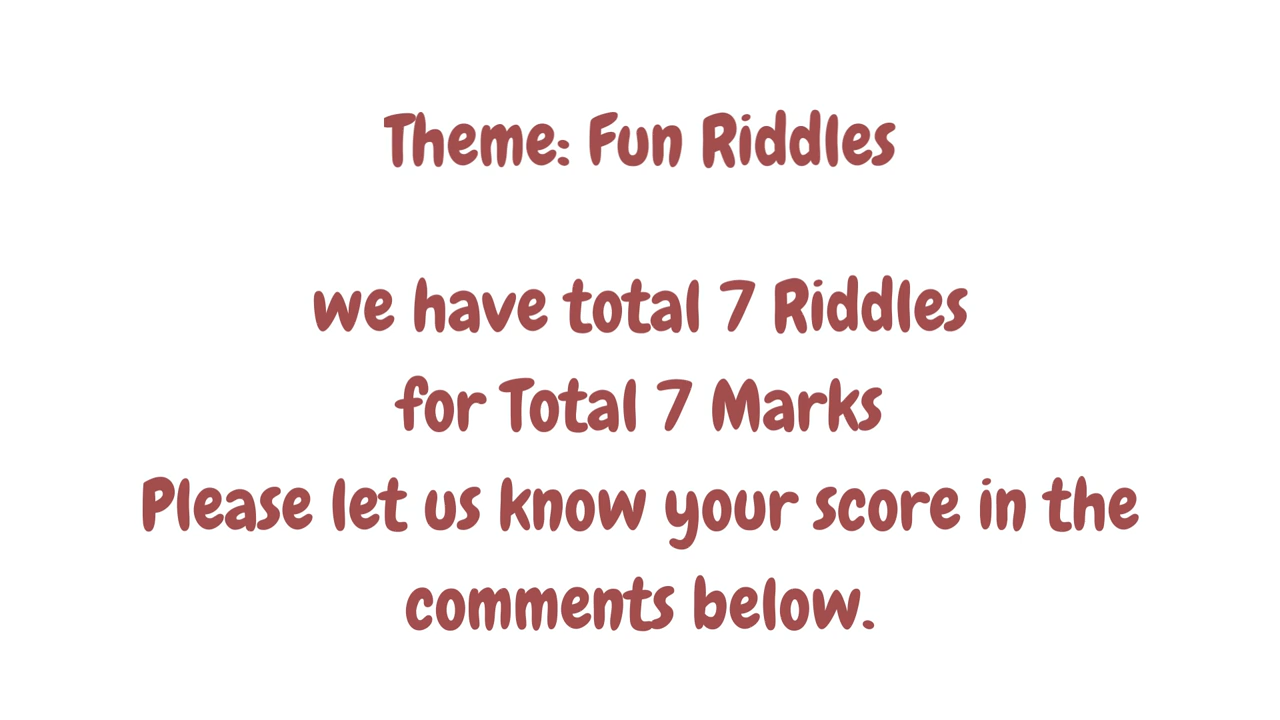 Theme: Fun Riddles
we have total 7 Riddles
for Total 7 Marks
Please let us know your score in the
comments below.